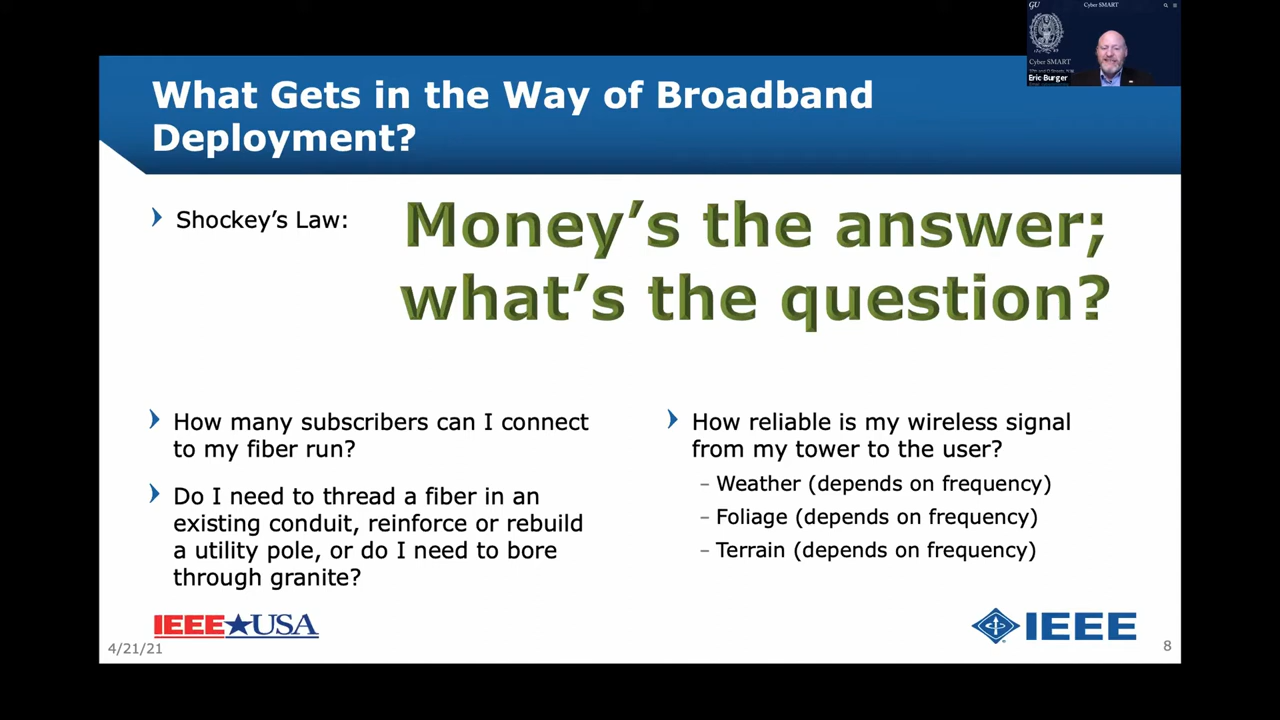 GU
Cyber SMART
Cyber SMART
Eric Burger
What Gets in the Way of Broadband
Deployment?
Shockey's Law:
Money's the answer;
what's the question?
How many subscribers can I connect
to my fiber run?
Do I need to thread a fiber in an
existing conduit, reinforce or rebuild
a utility pole, or do I need to bore
through granite?
How reliable is my wireless signal
from my tower to the user?
– Weather (depends on frequency)
– Foliage (depends on frequency)
– Terrain (depends on frequency)
IEEE USA
IEEE
4/21/21
8